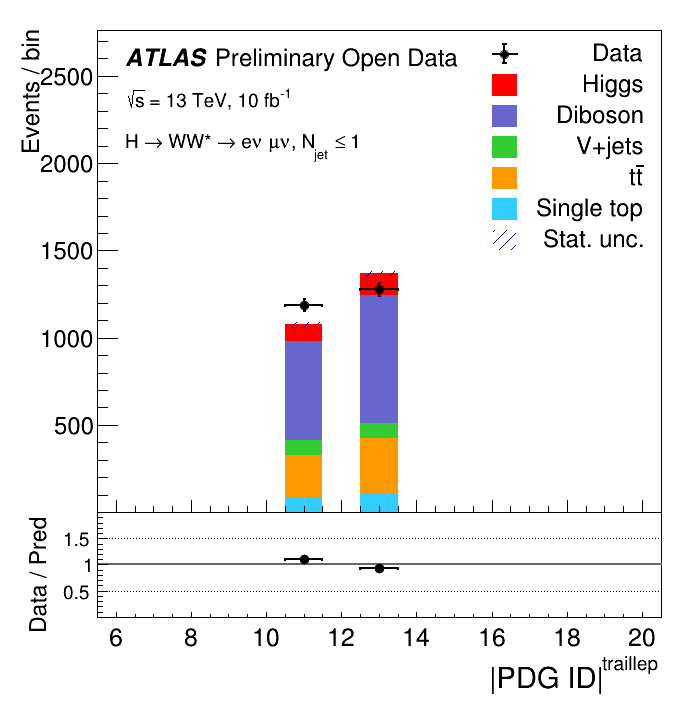 ATLAS Preliminary Open Data
√s = 13 TeV, 10 fb⁻¹
H → WW* → eν μν, N_jet ≤ 1
Data
Higgs
Diboson
V+jets
tt̅
Single top
Stat. unc.
Events / bin
2500
2000
1500
1000
500
Data / Pred
1.5
1
0.5
6 8 10 12 14 16 18 20
|PDG ID|^traillep